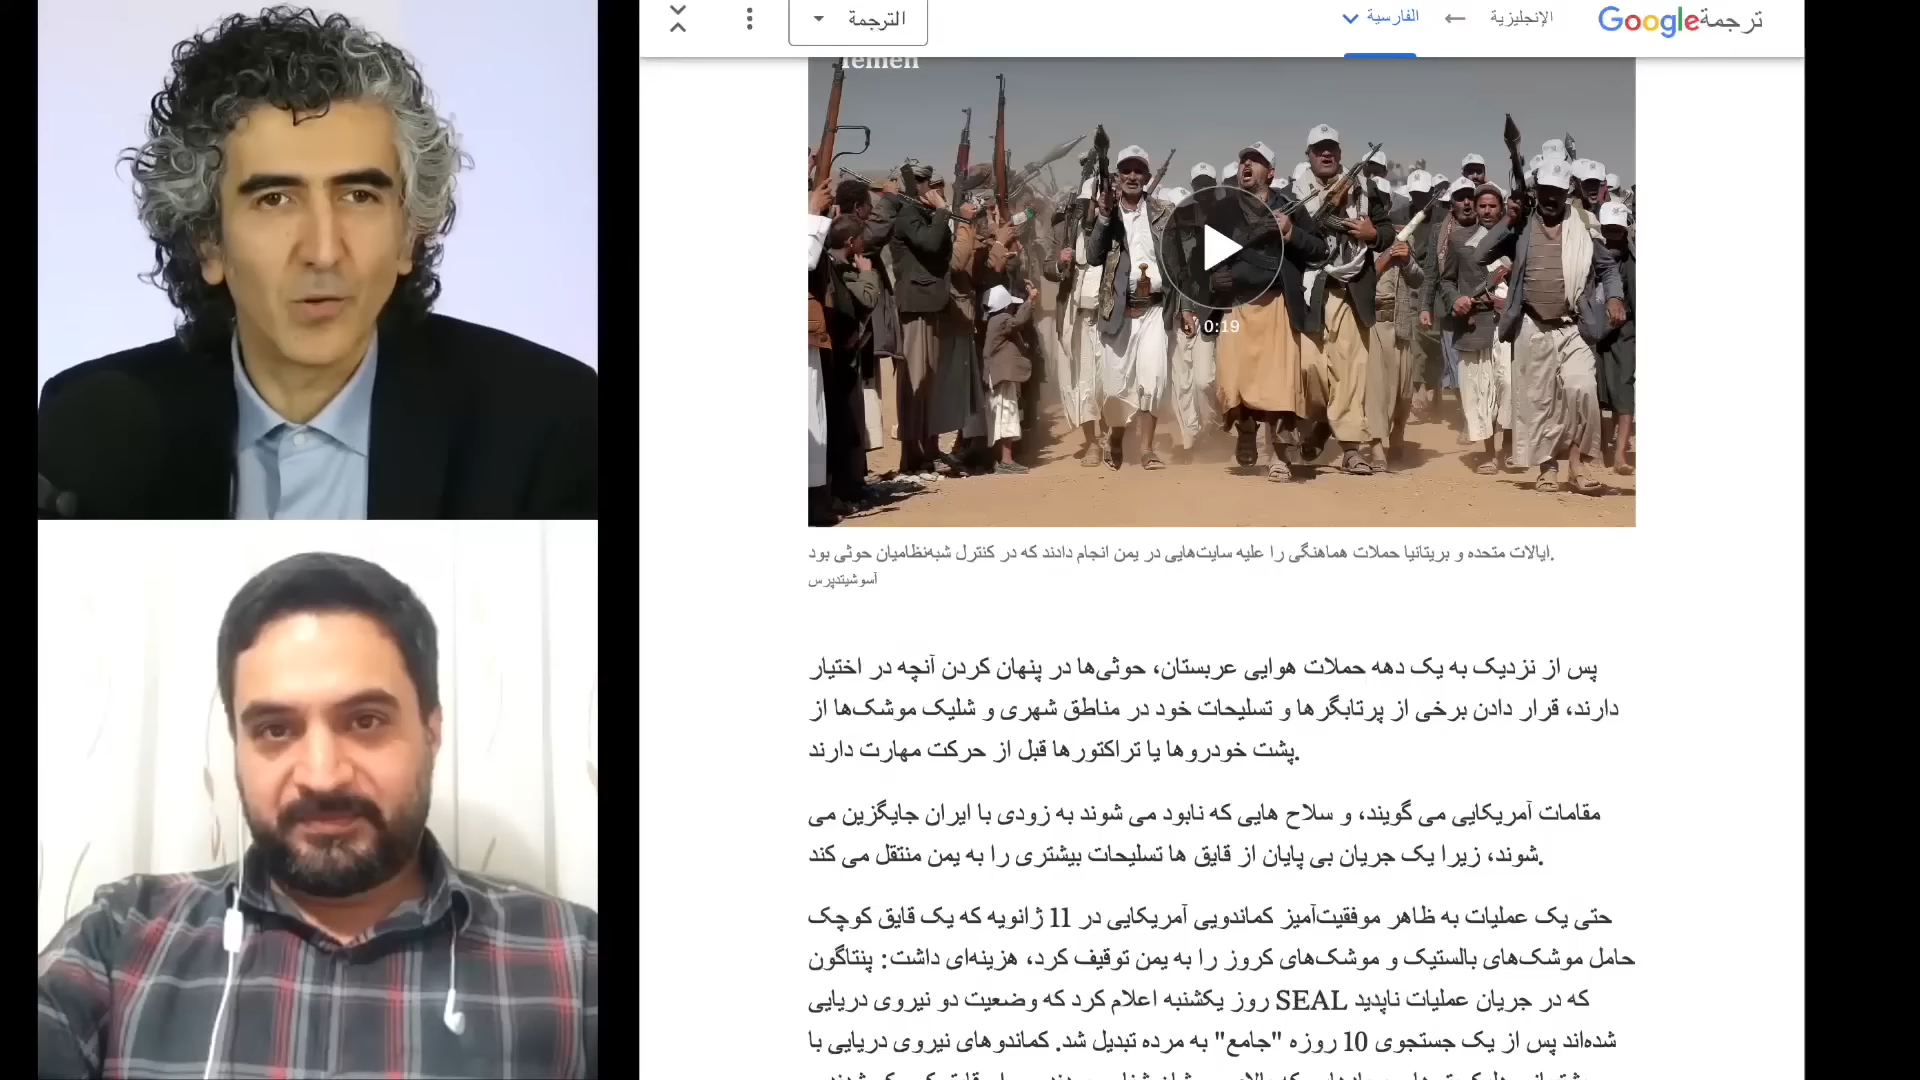 ترجمة Google
الإنجليزية
الفارسية
الترجمة
Yemen
0:19
ایالات متحده و بریتانیا حملات هماهنگی را علیه سایت‌هایی در یمن انجام دادند که در کنترل شبه‌نظامیان حوثی بود.
آسوشیتدپرس
پس از نزدیک به یک دهه حملات هوایی عربستان، حوثی‌ها در پنهان کردن آنچه در اختیار
دارند، قرار دادن برخی از پرتابگرها و تسلیحات خود در مناطق شهری و شلیک موشک‌ها از
پشت خودروها یا تراکتورها قبل از حرکت مهارت دارند.
مقامات آمریکایی می گویند، و سلاح هایی که نابود می شوند به زودی با ایران جایگزین می
شوند، زیرا یک جریان بی پایان از قایق ها تسلیحات بیشتری را به یمن منتقل می کند.
حتی یک عملیات به ظاهر موفقیت‌آمیز کماندویی آمریکایی در 11 ژانویه که یک قایق کوچک
حامل موشک‌های بالستیک و موشک‌های کروز را به یمن توقیف کرد، هزینه‌ای داشت: پنتاگون
روز یکشنبه اعلام کرد که وضعیت دو نیروی دریایی SEAL که در جریان عملیات ناپدید
شده‌اند پس از یک جستجوی 10 روزه "جامع" به مرده تبدیل شد. کماندوهای نیروی دریایی با